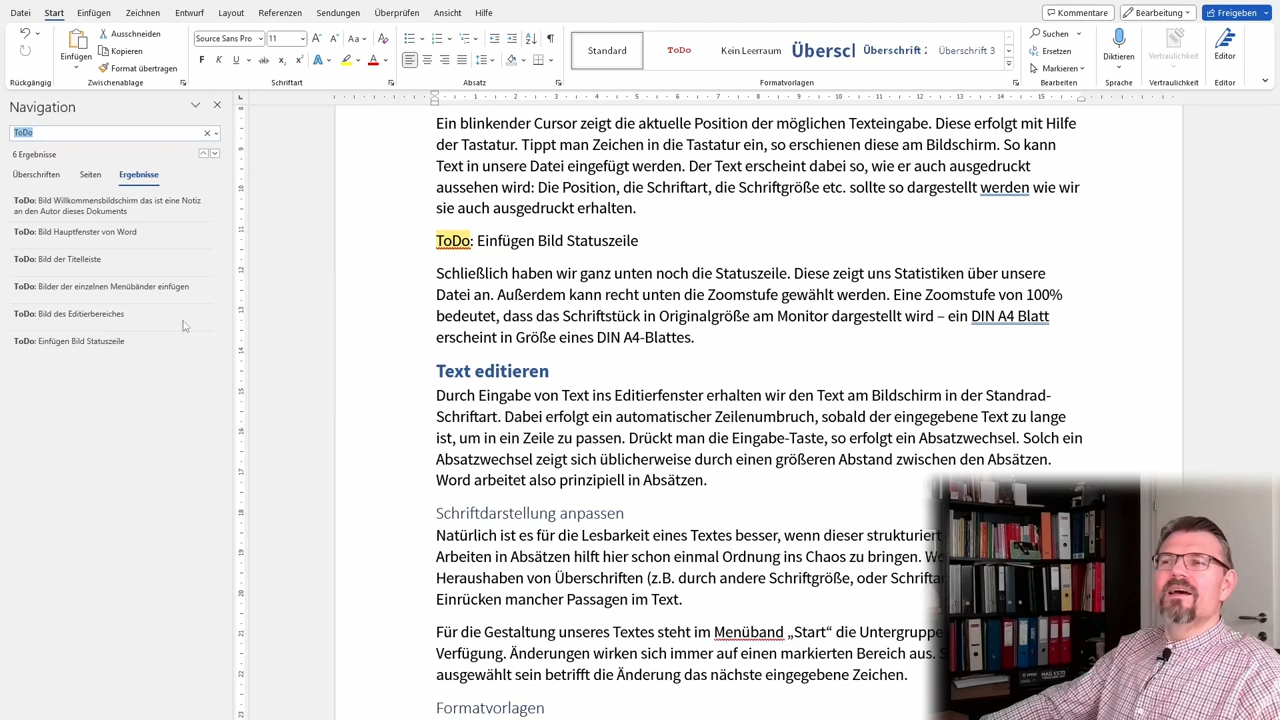 Datei Start Einfügen Zeichnen Entwurf Layout Referenzen Sendungen Überprüfen Ansicht Hilfe Kommentare Bearbeitung Freigeben
Einfügen Ausschneiden
Kopieren
Format übertragen
Source Sans Pro 11
Standard ToDo Kein Leerraum Überscl Überschrift 2 Überschrift 3
Suchen
Ersetzen
Markieren
Diktieren Vertraulichkeit Editor
Rückgängig Zwischenablage Schriftart Absatz Formatvorlagen Bearbeiten Sprache Vertraulichkeit Editor
Navigation
ToDo
6 Ergebnisse
Überschriften Seiten Ergebnisse
ToDo: Bild Willkommensbildschirm das ist eine Notiz
an den Autor dieses Dokuments
ToDo: Bild Hauptfenster von Word
ToDo: Bild der Titelleiste
ToDo: Bilder der einzelnen Menübänder einfügen
ToDo: Bild des Editierbereiches
ToDo: Einfügen Bild Statuszeile
Ein blinkender Cursor zeigt die aktuelle Position der möglichen Texteingabe. Diese erfolgt mit Hilfe
der Tastatur. Tippt man Zeichen in die Tastatur ein, so erschienen diese am Bildschirm. So kann
Text in unsere Datei eingefügt werden. Der Text erscheint dabei so, wie er auch ausgedruckt
aussehen wird: Die Position, die Schriftart, die Schriftgröße etc. sollte so dargestellt werden wie wir
sie auch ausgedruckt erhalten.
ToDo: Einfügen Bild Statuszeile
Schließlich haben wir ganz unten noch die Statuszeile. Diese zeigt uns Statistiken über unsere
Datei an. Außerdem kann recht unten die Zoomstufe gewählt werden. Eine Zoomstufe von 100%
bedeutet, dass das Schriftstück in Originalgröße am Monitor dargestellt wird – ein DIN A4 Blatt
erscheint in Größe eines DIN A4-Blattes.
Text editieren
Durch Eingabe von Text ins Editierfenster erhalten wir den Text am Bildschirm in der Standrad-
Schriftart. Dabei erfolgt ein automatischer Zeilenumbruch, sobald der eingegebene Text zu lange
ist, um in ein Zeile zu passen. Drückt man die Eingabe-Taste, so erfolgt ein Absatzwechsel. Solch ein
Absatzwechsel zeigt sich üblicherweise durch einen größeren Abstand zwischen den Absätzen.
Word arbeitet also prinzipiell in Absätzen.
Schriftdarstellung anpassen
Natürlich ist es für die Lesbarkeit eines Textes besser, wenn dieser strukturier
Arbeiten in Absätzen hilft hier schon einmal Ordnung ins Chaos zu bringen.
Heraushaben von Überschriften (z.B. durch andere Schriftgröße, oder Schrifta
Einrücken mancher Passagen im Text.
Für die Gestaltung unseres Textes steht im Menüband „Start“ die Untergruppe
Verfügung. Änderungen wirken sich immer auf einen markierten Bereich aus.
ausgewählt sein betrifft die Änderung das nächste eingegebene Zeichen.
Formatvorlagen